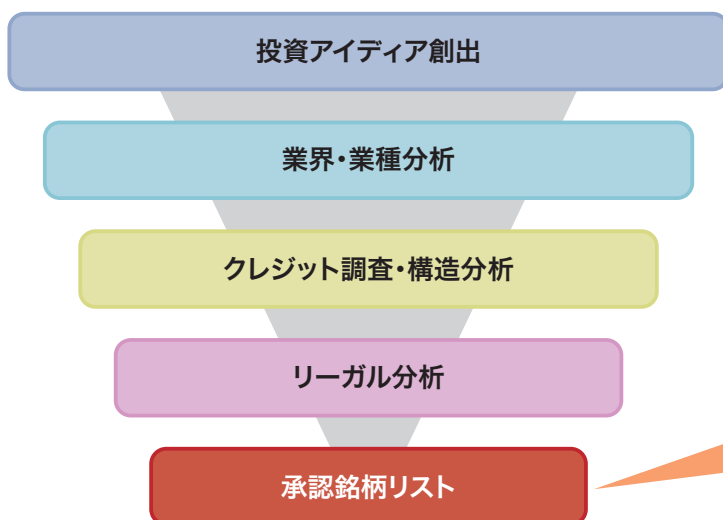 投資アイディア創出
業界・業種分析
クレジット調査・構造分析
リーガル分析
承認銘柄リスト